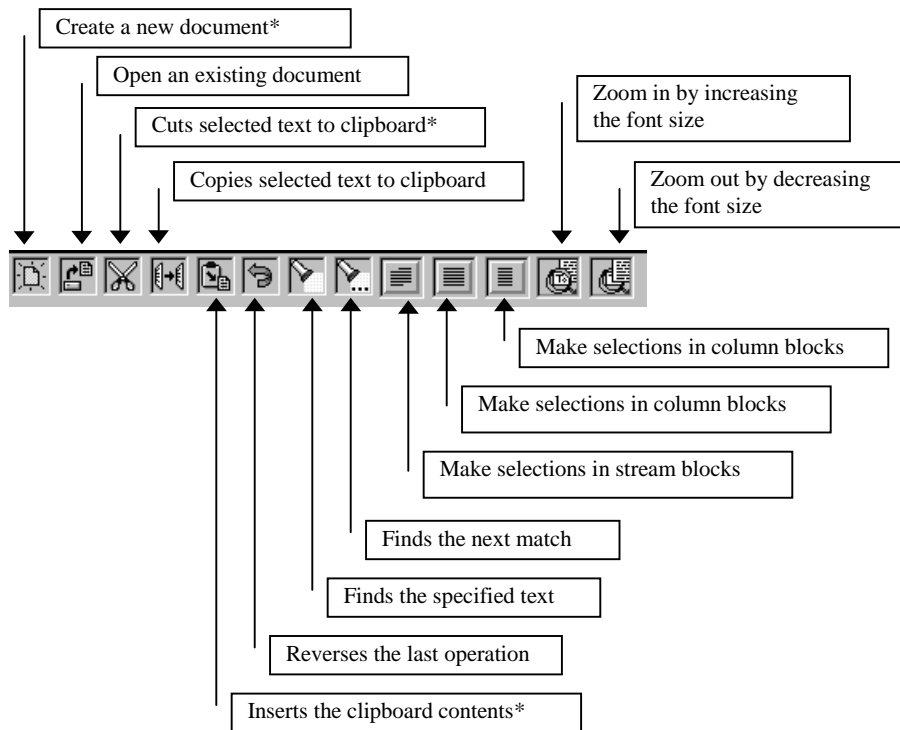 Create a new document*
Open an existing document
Cuts selected text to clipboard*
Copies selected text to clipboard
Zoom in by increasing
the font size
Zoom out by decreasing
the font size
Make selections in column blocks
Make selections in column blocks
Make selections in stream blocks
Finds the next match
Finds the specified text
Reverses the last operation
Inserts the clipboard contents*